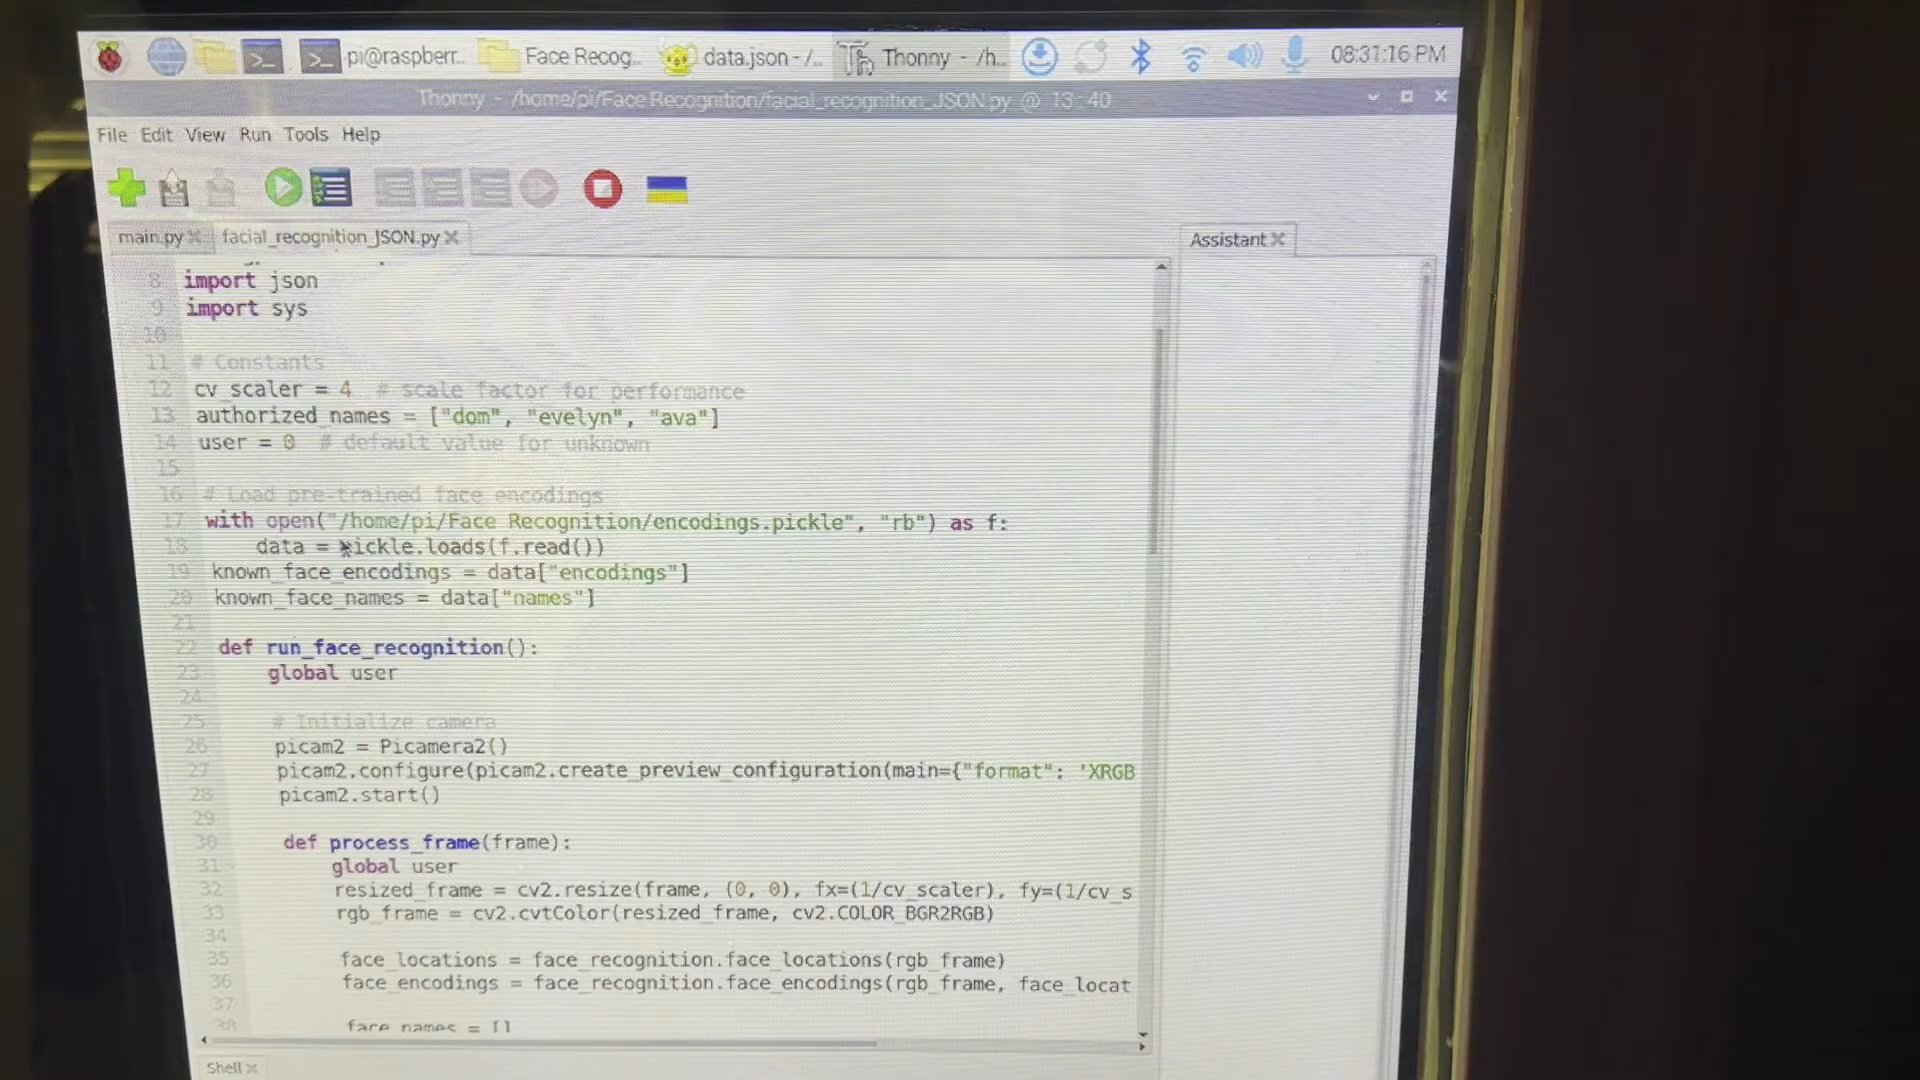 pi@raspberr.. Face Recog.. data.json - /.. Thonny - /h.. 08:31:16 PM
Thonny - /home/pi/Face Recognition/facial_recognition_JSON.py @ 13:40
File Edit View Run Tools Help
main.py facial_recognition_JSON.py Assistant
8 import json
9 import sys
10
11 # Constants
12 cv_scaler = 4 # scale factor for performance
13 authorized_names = ["dom", "evelyn", "ava"]
14 user = 0 # default value for unknown
15
16 # Load pre-trained face encodings
17 with open("/home/pi/Face Recognition/encodings.pickle", "rb") as f:
18 data = pickle.loads(f.read())
19 known_face_encodings = data["encodings"]
20 known_face_names = data["names"]
21
22 def run_face_recognition():
23 global user
24
25 # Initialize camera
26 picam2 = Picamera2()
27 picam2.configure(picam2.create_preview_configuration(main={"format": 'XRGB
28 picam2.start()
29
30 def process_frame(frame):
31 global user
32 resized_frame = cv2.resize(frame, (0, 0), fx=(1/cv_scaler), fy=(1/cv_s
33 rgb_frame = cv2.cvtColor(resized_frame, cv2.COLOR_BGR2RGB)
34
35 face_locations = face_recognition.face_locations(rgb_frame)
36 face_encodings = face_recognition.face_encodings(rgb_frame, face_locat
37
38 face_names = []
Shell